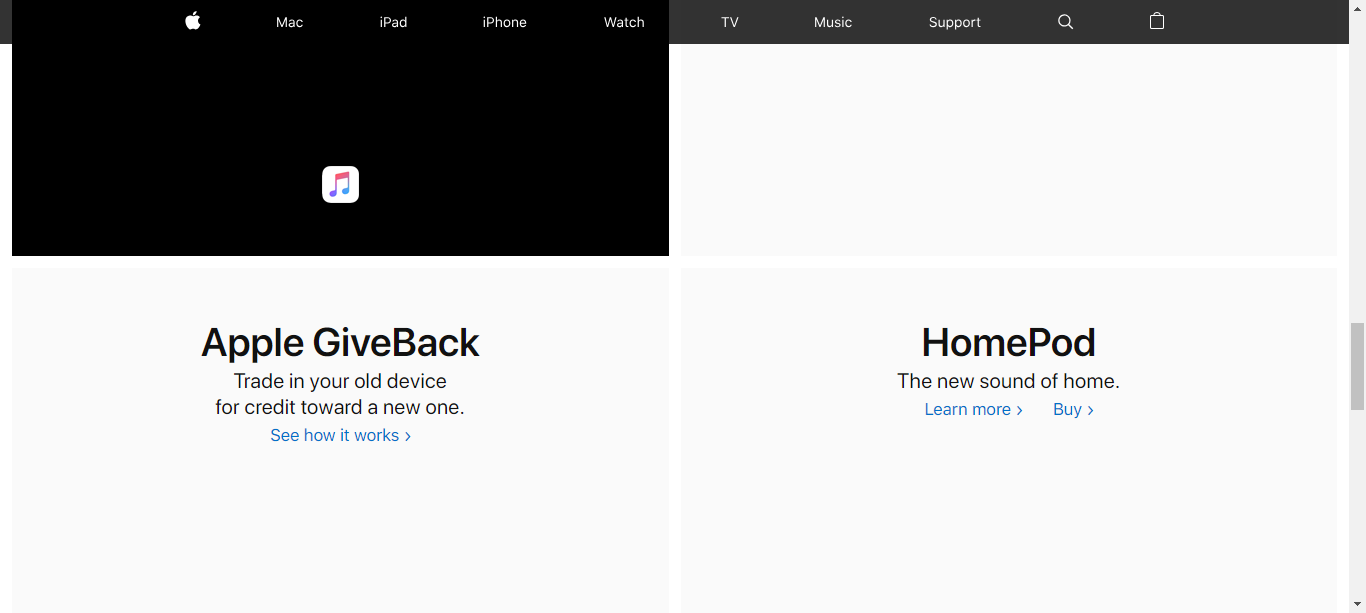 Mac iPad iPhone Watch TV Music Support
Apple GiveBack
Trade in your old device
for credit toward a new one.
See how it works >
HomePod
The new sound of home.
Learn more > Buy >